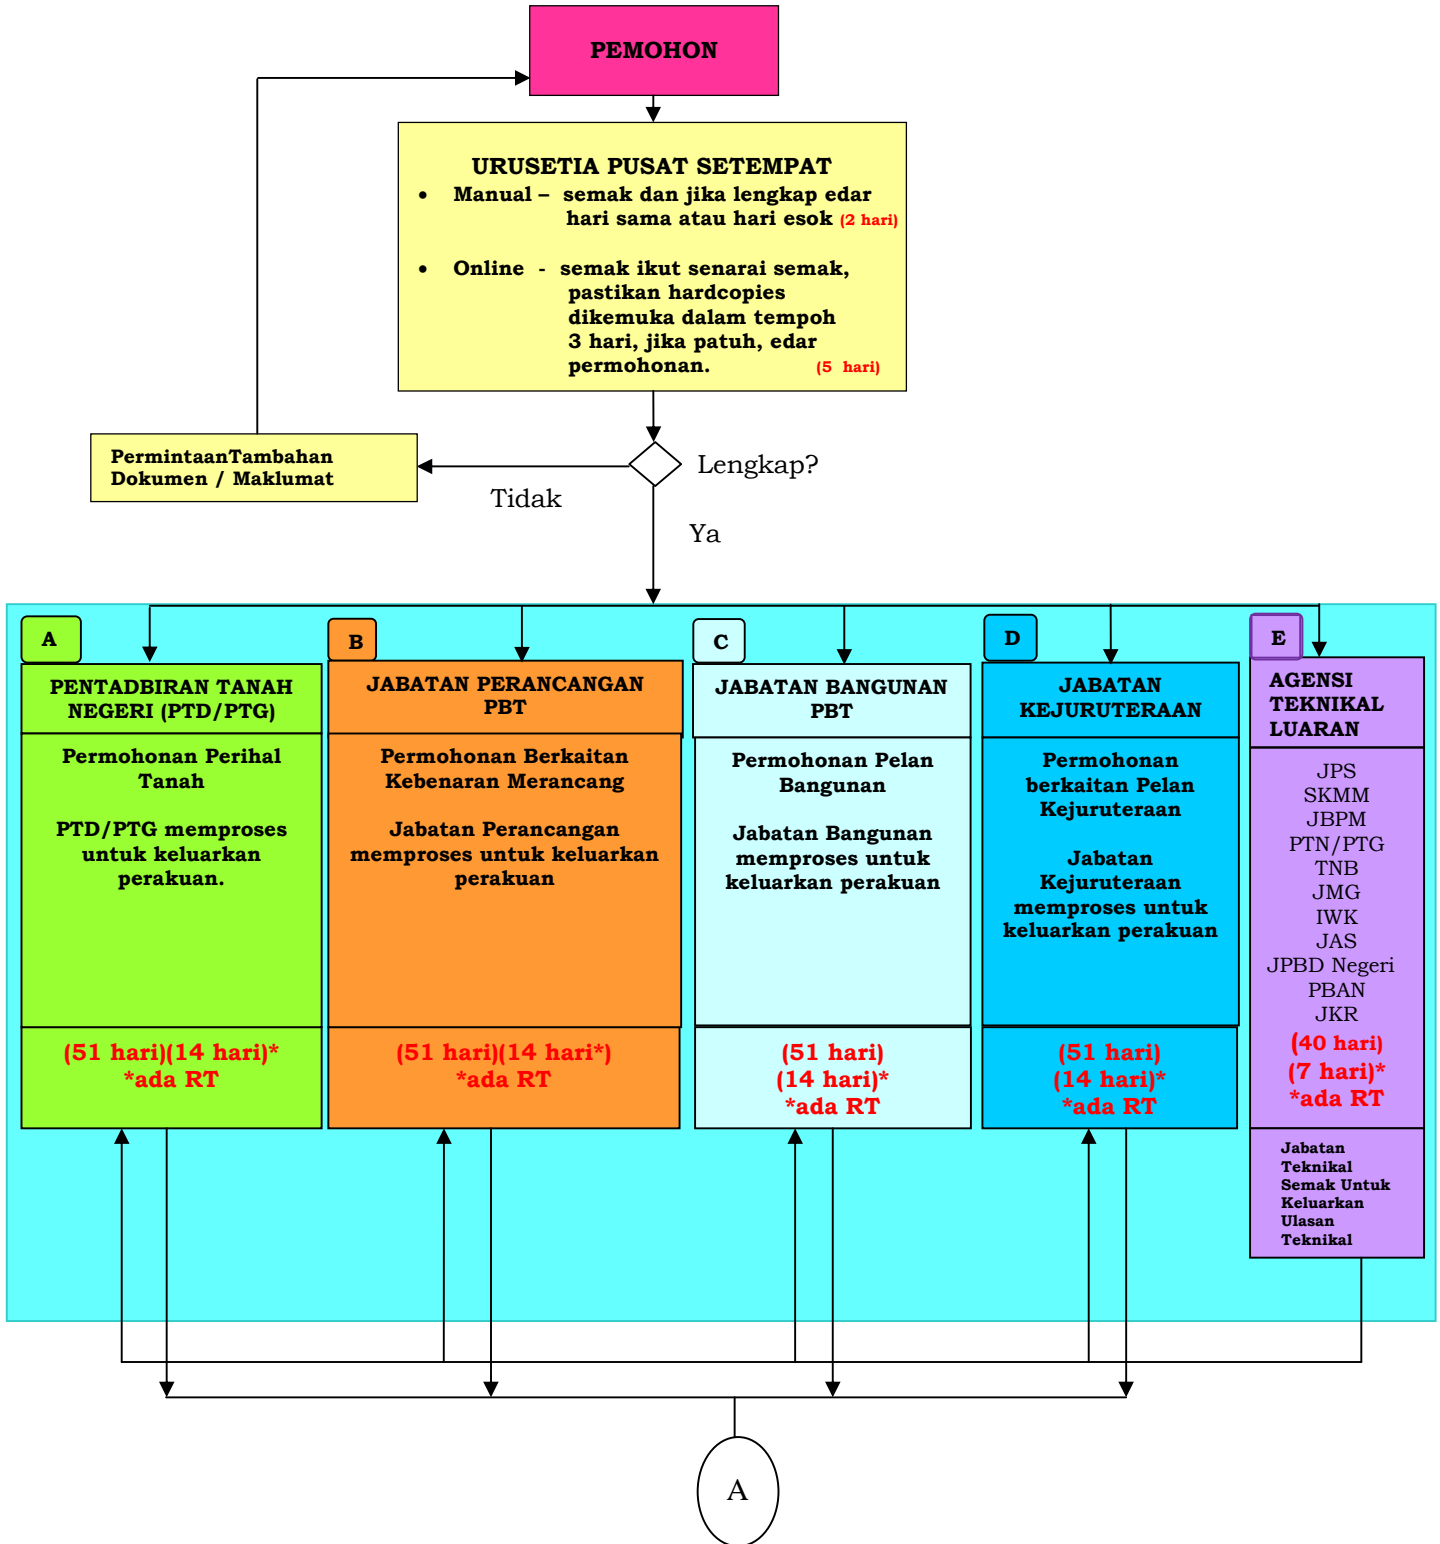 PEMOHON
URUSETIA PUSAT SETEMPAT
• Manual – semak dan jika lengkap edar
hari sama atau hari esok (2 hari)
• Online - semak ikut senarai semak,
pastikan hardcopies
dikemuka dalam tempoh
3 hari, jika patuh, edar
permohonan. (5 hari)
Lengkap?
PermintaanTambahan
Dokumen / Maklumat
Tidak
Ya
A
PENTADBIRAN TANAH
NEGERI (PTD/PTG)
Permohonan Perihal
Tanah
PTD/PTG memproses
untuk keluarkan
perakuan.
(51 hari)(14 hari)*
*ada RT
B
JABATAN PERANCANGAN
PBT
Permohonan Berkaitan
Kebenaran Merancang
Jabatan Perancangan
memproses untuk keluarkan
perakuan
(51 hari)(14 hari*)
*ada RT
C
JABATAN BANGUNAN
PBT
Permohonan Pelan
Bangunan
Jabatan Bangunan
memproses untuk
keluarkan perakuan
(51 hari)
(14 hari)*
*ada RT
D
JABATAN
KEJURUTERAAN
Permohonan
berkaitan Pelan
Kejuruteraan
Jabatan
Kejuruteraan
memproses untuk
keluarkan perakuan
(51 hari)
(14 hari)*
*ada RT
E
AGENSI
TEKNIKAL
LUARAN
JPS
SKMM
JBPM
PTN/PTG
TNB
JMG
IWK
JAS
JPBD Negeri
PBAN
JKR
(40 hari)
(7 hari)*
*ada RT
Jabatan
Teknikal
Semak Untuk
Keluarkan
Ulasan
Teknikal
A